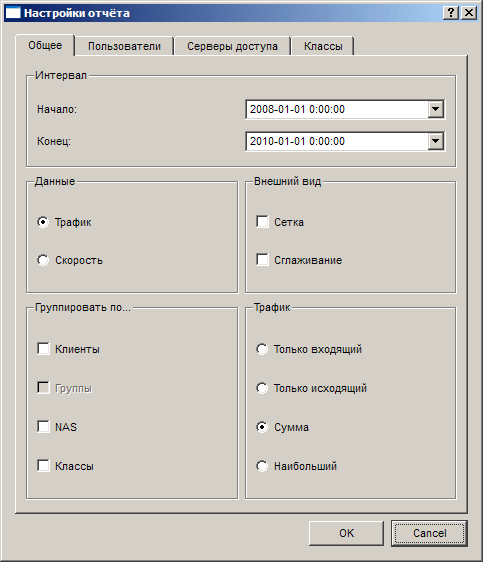 Настройки отчёта
Общее Пользователи Серверы доступа Классы
Интервал
Начало: 2008-01-01 0:00:00
Конец: 2010-01-01 0:00:00
Данные
Трафик
Скорость
Внешний вид
Сетка
Сглаживание
Группировать по...
Клиенты
Группы
NAS
Классы
Трафик
Только входящий
Только исходящий
Сумма
Наибольший
OK Cancel